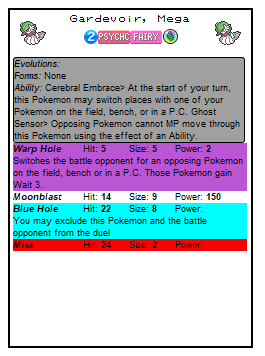 Gardevoir, Mega
2 PSYCHC FAIRY
Evolutions:
Forms: None
Ability: Cerebral Embrace> At the start of your turn,
this Pokemon may switch places with one of your
Pokemon on the field, bench, or in a P.C. Ghost
Sensor> Opposing Pokemon cannot MP move through
this Pokemon using the effect of an Ability.
Warp Hole Hit: 5 Size: 5 Power: 2
Switches the battle opponent for an opposing Pokemon
on the field, bench or in a P.C. Those Pokemon gain
Wait 3.
Moonblast Hit: 14 Size: 9 Power: 150
Blue Hole Hit: 22 Size: 8 Power:
You may exclude this Pokemon and the battle
opponent from the duel
Miss Hit: 24 Size: 2 Power: